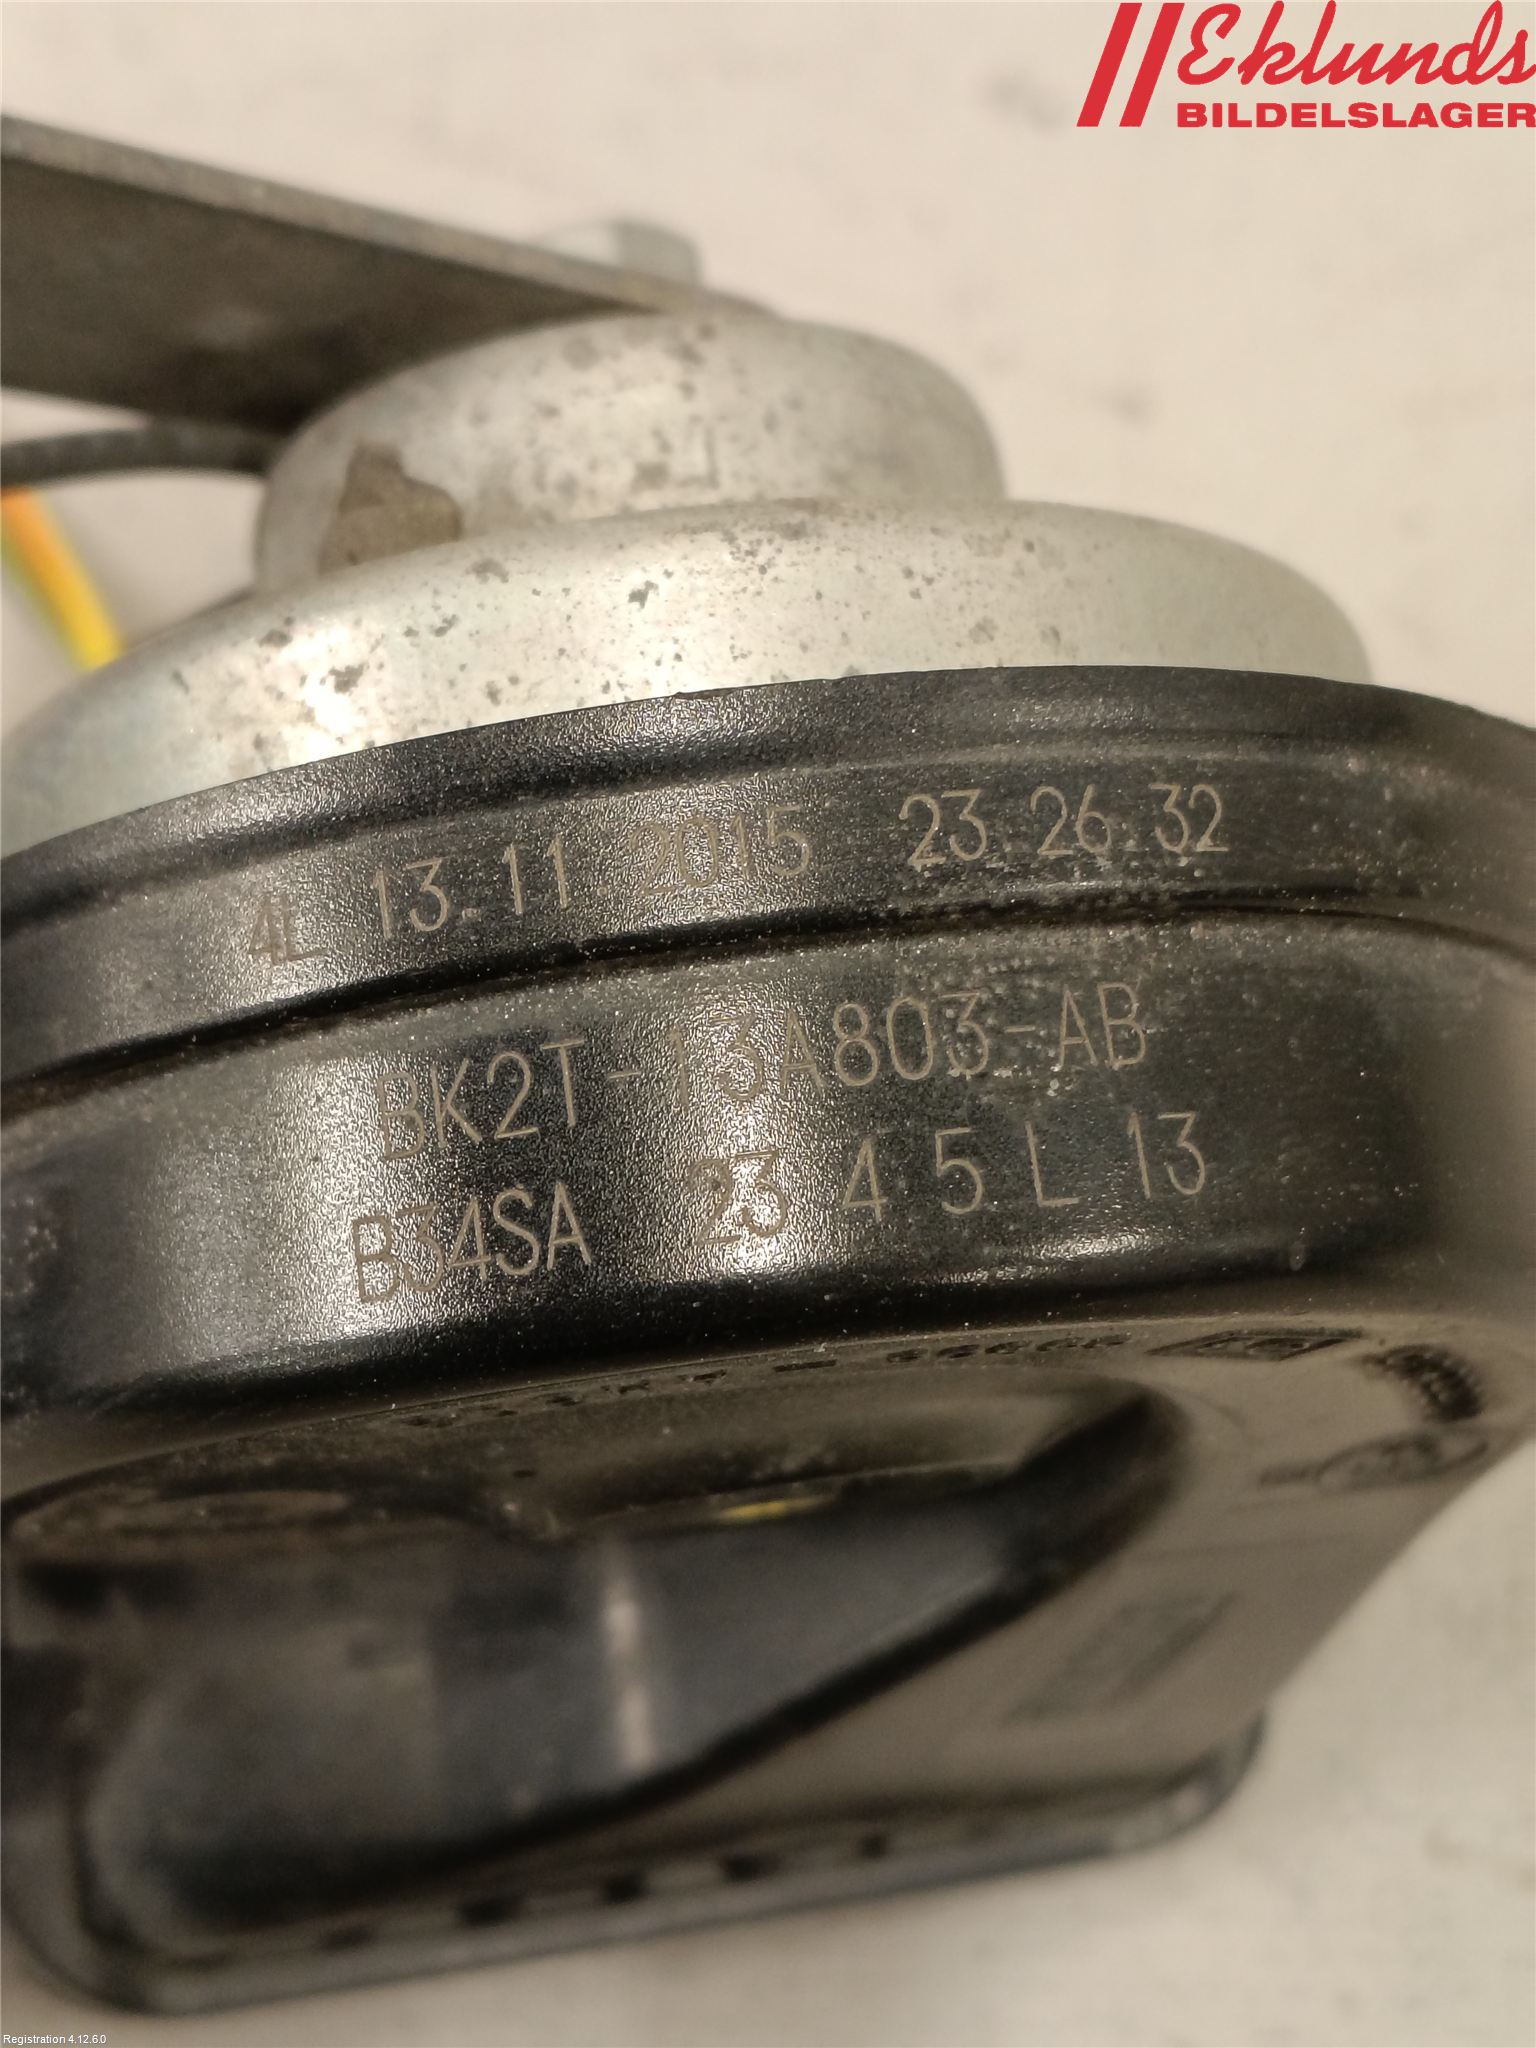 Eklunds
BILDELSLAGER
4L 13.11.2015 23.26.32
BK2T-13A803-AB
B34SA 23 4 5 L 13
Registration 4.12.6.0